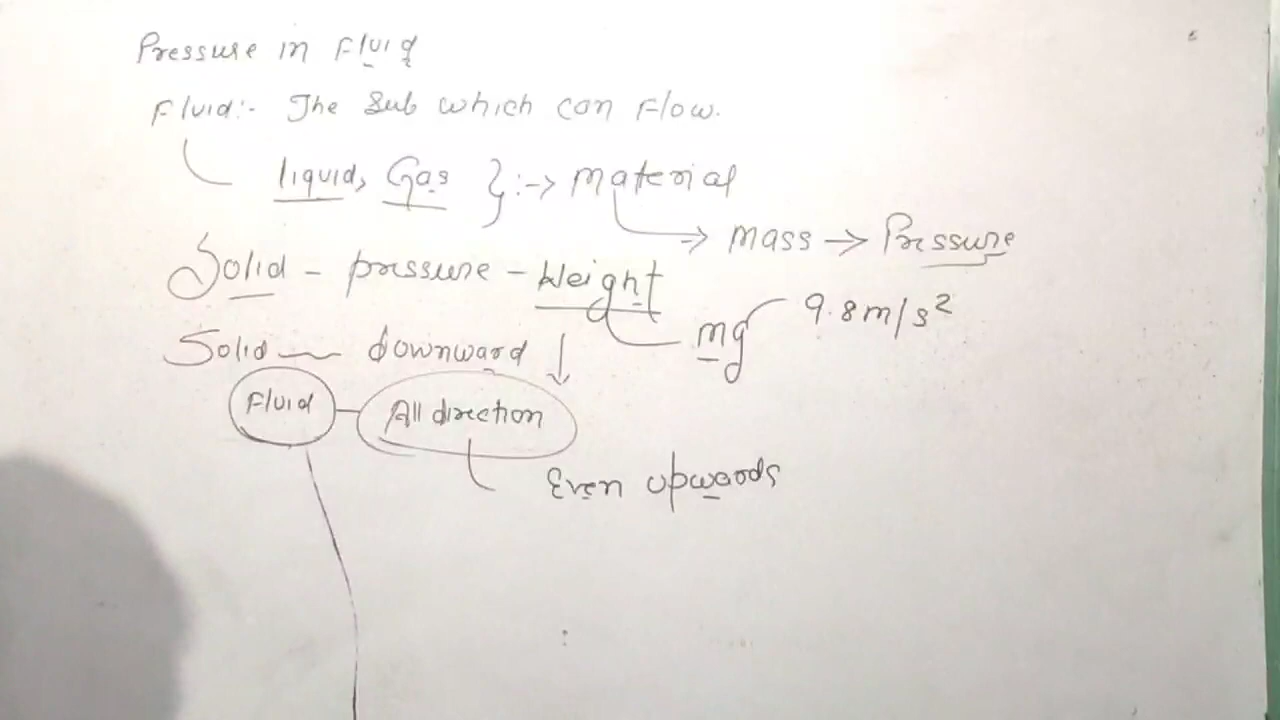 Pressure in Fluid
Fluid:- The Sub which can Flow.
liquid, Gas } :-> Material
-> Mass -> Pressure
Solid - pressure - Weight
mg 9.8m/s²
Solid downward ↓
Fluid - All direction
Even upwards